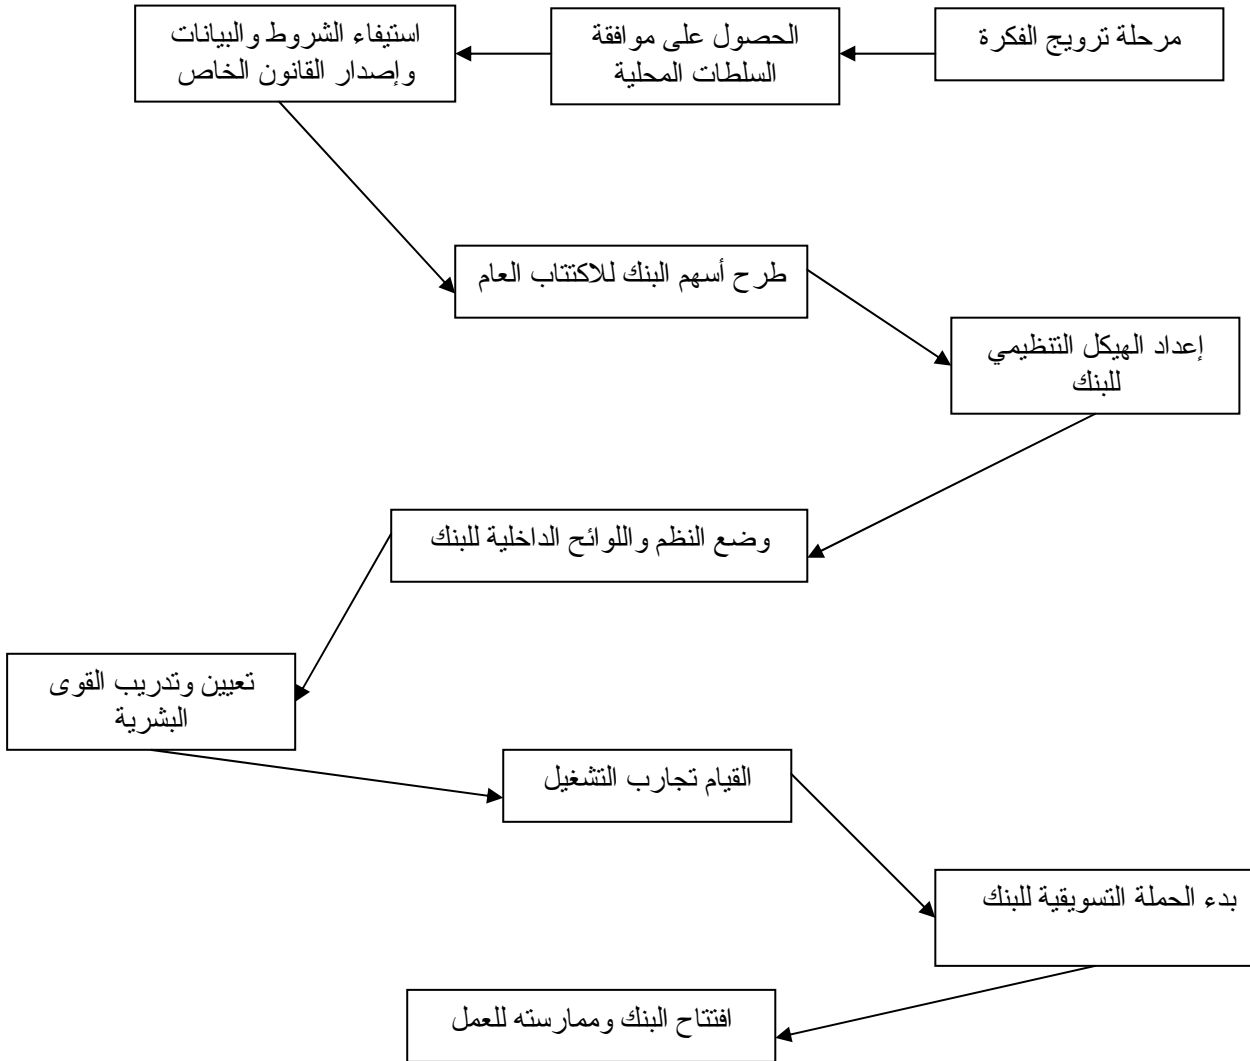 مرحلة ترويج الفكرة
الحصول على موافقة
السلطات المحلية
استيفاء الشروط والبيانات
وإصدار القانون الخاص
طرح أسهم البنك للاكتتاب العام
إعداد الهيكل التنظيمي
للبنك
وضع النظم واللوائح الداخلية للبنك
تعيين وتدريب القوى
البشرية
القيام تجارب التشغيل
بدء الحملة التسويقية للبنك
افتتاح البنك وممارسته للعمل